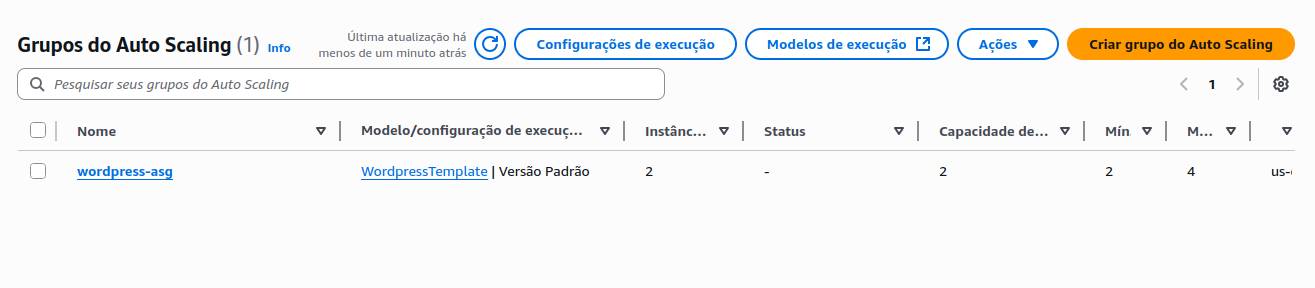 Grupos do Auto Scaling (1) Info
Última atualização há
menos de um minuto atrás
Configurações de execução
Modelos de execução
Ações
Criar grupo do Auto Scaling
Pesquisar seus grupos do Auto Scaling
1
Nome
Modelo/configuração de execuç...
Instânc...
Status
Capacidade de...
Mín.
M...
wordpress-asg
WordpressTemplate | Versão Padrão
2
-
2
2
4
us-